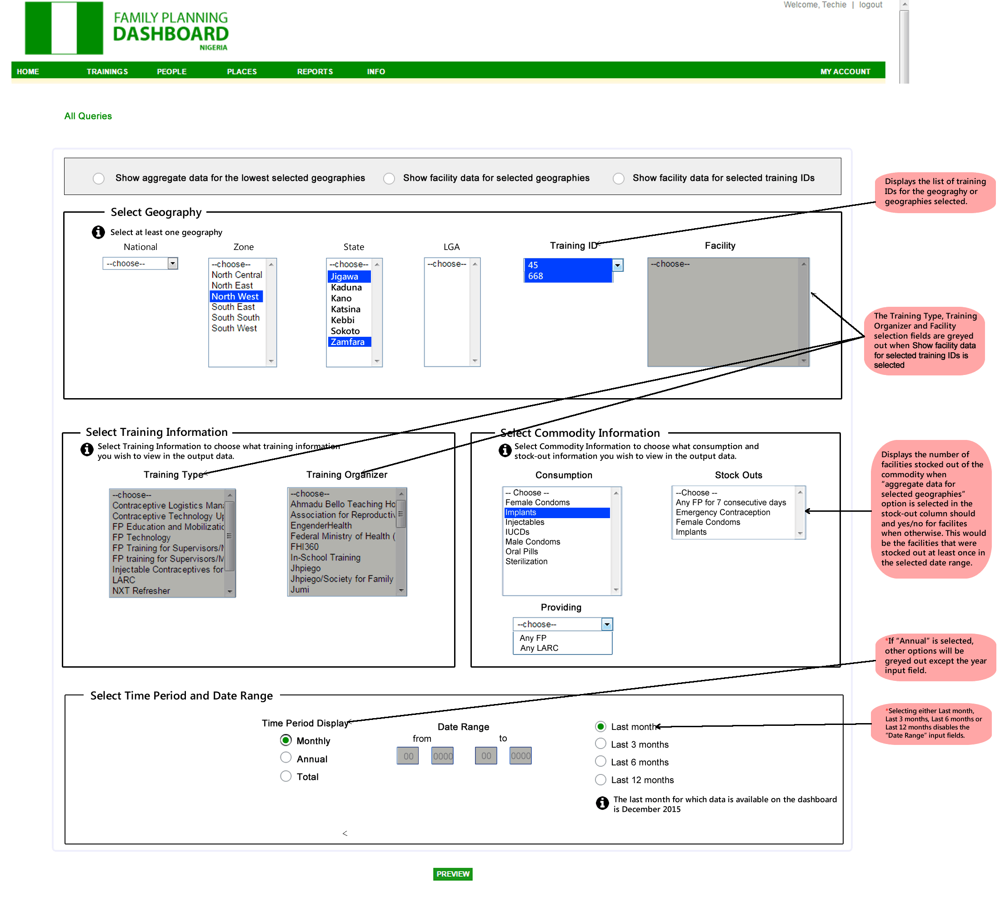 Welcome, Techie | logout
FAMILY PLANNING
DASHBOARD
NIGERIA
HOME TRAININGS PEOPLE PLACES REPORTS INFO MY ACCOUNT
All Queries
Show aggregate data for the lowest selected geographies
Show facility data for selected geographies
Show facility data for selected training IDs
Displays the list of training
IDs for the geograghy or
geographies selected.
Select Geography
Select at least one geography
National
--choose--
Zone
--choose--
North Central
North East
North West
South East
South South
South West
State
--choose--
Jigawa
Kaduna
Kano
Katsina
Kebbi
Sokoto
Zamfara
LGA
--choose--
Training ID
45
668
Facility
--choose--
The Training Type, Training
Organizer and Facility
selection fields are greyed
out when Show facility data
for selected training IDs is
selected
Select Training Information
Select Training Information to choose what training information
you wish to view in the output data.
Training Type
--choose--
Contraceptive Logistics Man
Contraceptive Technology U
FP Education and Mobilizatic
FP Technology
FP Training for Supervisors/
FP training for Supervisors/M
Injectable Contraceptives for
LARC
NXT Refresher
Training Organizer
--choose--
Ahmadu Bello Teaching Ho
Association for Reproductiv
EngenderHealth
Federal Ministry of Health (
FHI360
In-School Training
Jhpiego
Jhpiego/Society for Family
Jumi
Select Commodity Information
Select Commodity Information to choose what consumption and
stock-out information you wish to view in the output data.
Consumption
-- Choose --
Female Condoms
Implants
Injectables
IUCDs
Male Condoms
Oral Pills
Sterilization
Stock Outs
--Choose --
Any FP for 7 consecutive days
Emergency Contraception
Female Condoms
Implants
Providing
--choose--
Any FP
Any LARC
Displays the number of
facilities stocked out of the
commodity when
“aggregate data for
selected geographies”
option is selected in the
stock-out column should
and yes/no for facilites
when otherwise. This would
be the facilities that were
stocked out at least once in
the selected date range.
*If “Annual” is selected,
other options will be
greyed out except the year
input field.
Select Time Period and Date Range
Time Period Display
Monthly
Annual
Total
Date Range
from to
00 0000 00 0000
Last month
Last 3 months
Last 6 months
Last 12 months
The last month for which data is available on the dashboard
is December 2015
*Selecting either Last month,
Last 3 months, Last 6 months or
Last 12 months disables the
“Date Range” input fields.
<
PREVIEW